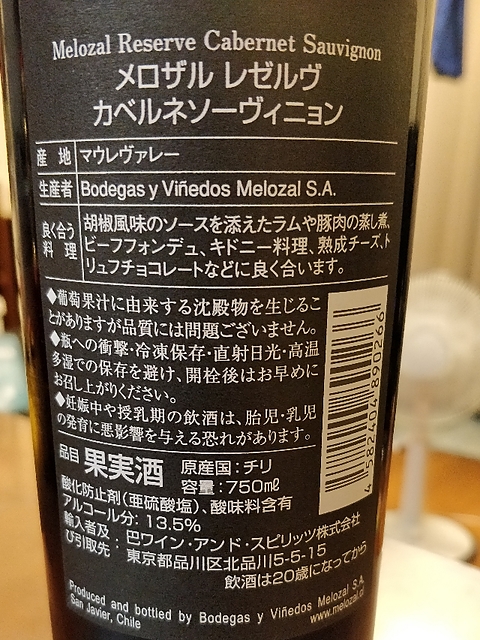 Melozal Reserve Cabernet Sauvignon
メロザル レゼルヴ
カベルネソーヴィニョン
産 地 マウレヴァレー
生産者 Bodegas y Viñedos Melozal S.A.
良く合う料理 胡椒風味のソースを添えたラムや豚肉の蒸し煮、
ビーフフォンデュ、キドニー料理、熟成チーズ、ト
リュフチョコレートなどに良く合います。
◆葡萄果汁に由来する沈殿物を生じるこ
とがありますが品質には問題ございません。
◆瓶への衝撃・冷凍保存・直射日光・高温
多湿での保存を避け、開栓後はお早めに
お召し上がりください。
◆妊娠中や授乳期の飲酒は、胎児・乳児
の発育に悪影響を与える恐れがあります。
4 582404 890266
品目 果実酒 原産国：チリ
容量：750㎖
酸化防止剤(亜硫酸塩)、酸味料含有
アルコール分: 13.5%
輸入者及び引取先： 巴ワイン・アンド・スピリッツ株式会社
東京都品川区北品川5-5-15
飲酒は20歳になってから
Produced and bottled by Bodegas y Viñedos Melozal S.A.
San Javier, Chile www.melozal.cl